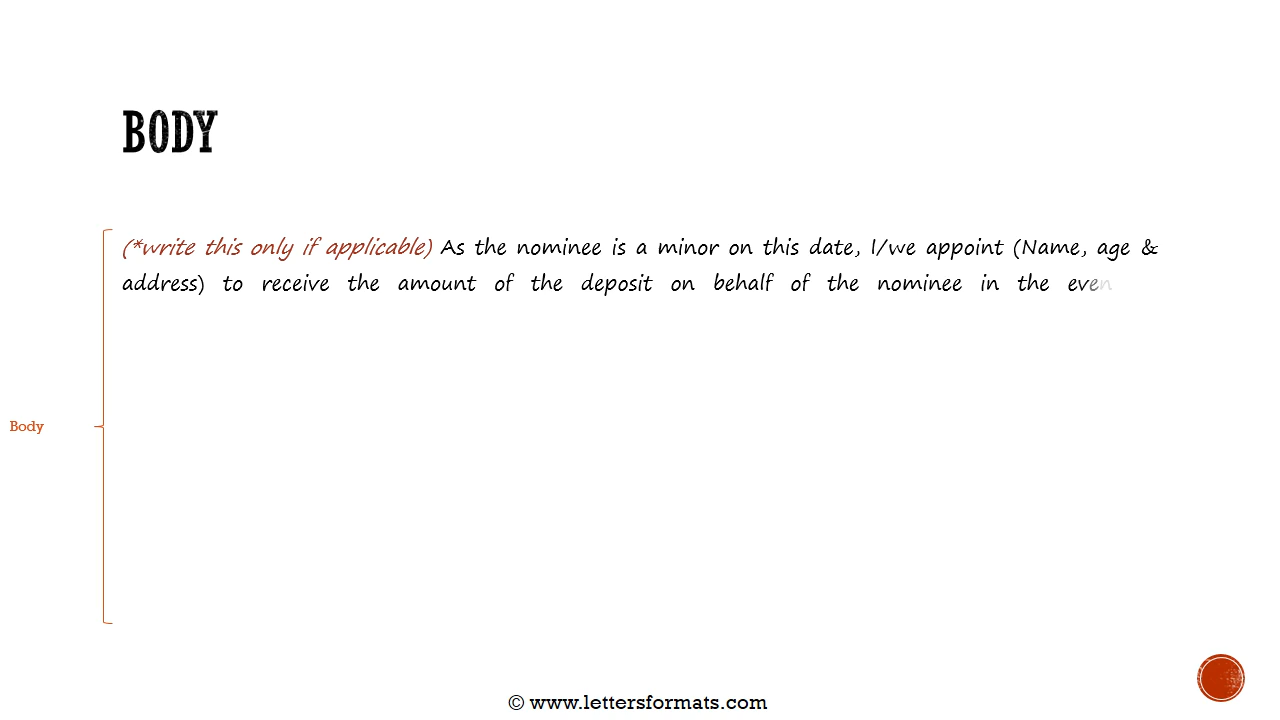 BODY
(*write this only if applicable) As the nominee is a minor on this date, I/we appoint (Name, age &
address) to receive the amount of the deposit on behalf of the nominee in the even
Body
© www.lettersformats.com